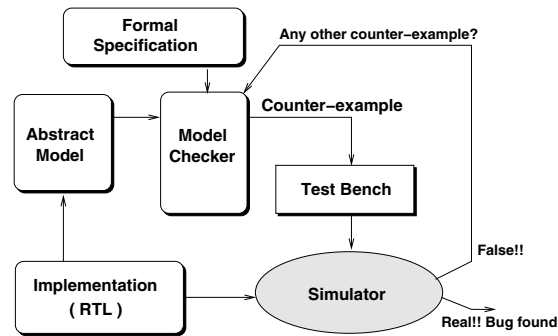 Formal
Specification
Any other counter-example?
Abstract
Model
Model
Checker
Counter-example
Test Bench
Implementation
( RTL )
Simulator
False!!
Real!! Bug found